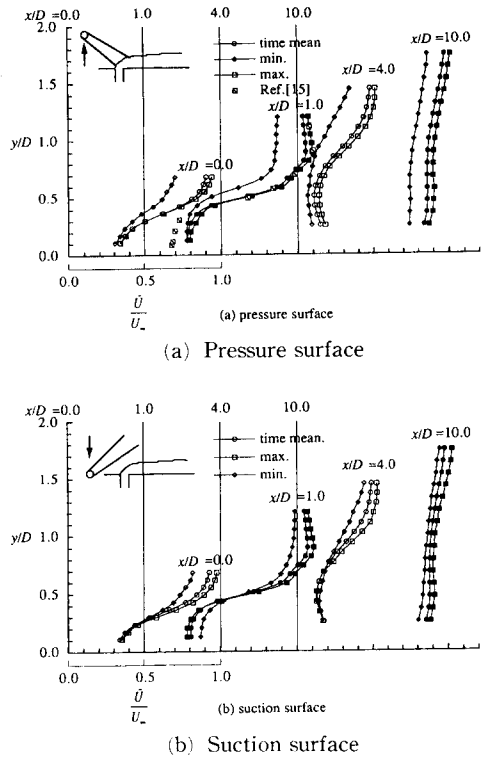 x/D =0.0 1.0 4.0 10.0
2.0
1.5
1.0
0.5
0.0
y/D
time mean
min.
max.
Ref.[15]
x/D =10.0
x/D =4.0
x/D =1.0
x/D =0.0
0.0 0.5 1.0
Ū
U∞
(a) pressure surface
(a) Pressure surface
x/D =0.0 1.0 4.0 10.0
2.0
1.5
1.0
0.5
0.0
y/D
time mean.
max.
min.
x/D =10.0
x/D =4.0
x/D =1.0
x/D =0.0
0.0 0.5 1.0
Ū
U∞
(b) suction surface
(b) Suction surface